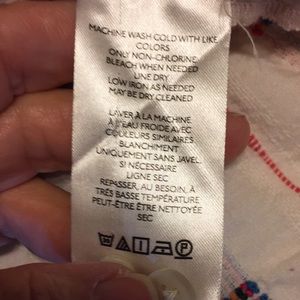 MACHINE WASH COLD WITH LIKE
COLORS
ONLY NON-CHLORINE
BLEACH WHEN NEEDED
LINE DRY
LOW IRON AS NEEDED
MAY BE DRY CLEANED
LAVER À LA MACHINE
À L'EAU FROIDE AVEC
COULEURS SIMILAIRES
BLANCHIMENT
UNIQUEMENT SANS JAVEL
SI NÉCESSAIRE
LIGNE SEC
REPASSER, AU BESOIN, À
TRÈS BASSE TEMPÉRATURE
PEUT-ÊTRE ÊTRE NETTOYÉE
SEC